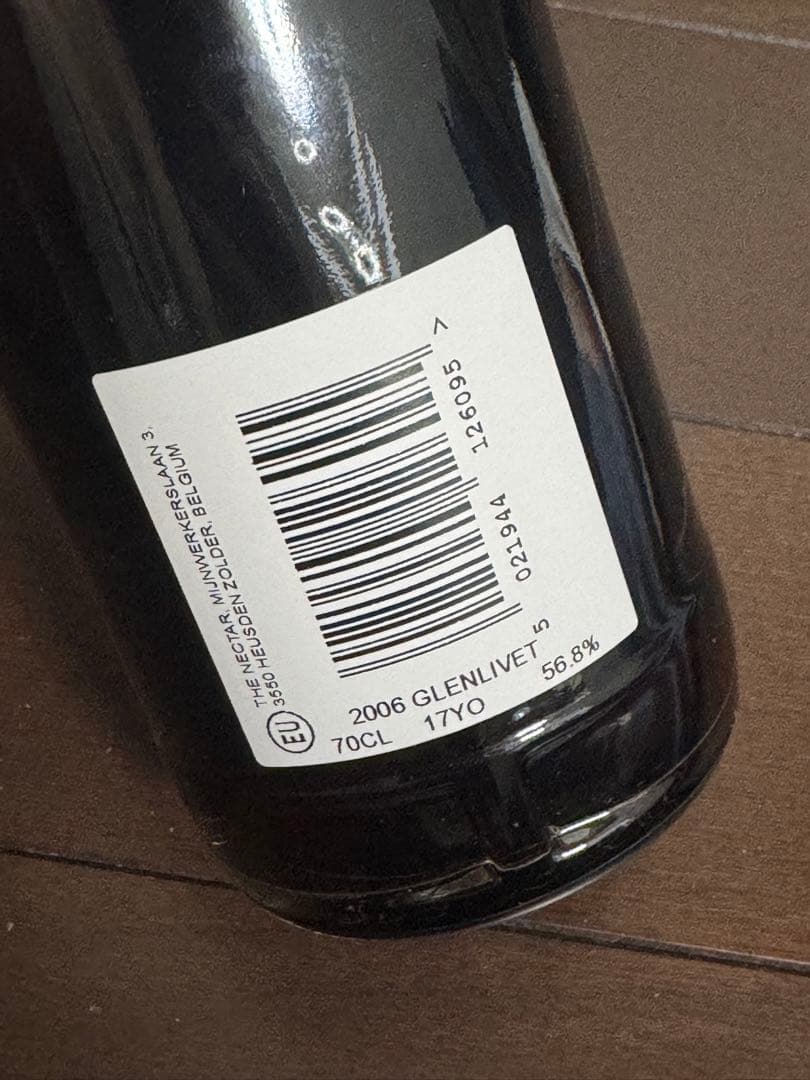 THE NECTAR, MIJNWERKERSLAAN 3,
3550 HEUSDEN ZOLDER, BELGIUM
EU
5 021944 126095 >
2006 GLENLIVET
70CL 17YO 56.8%